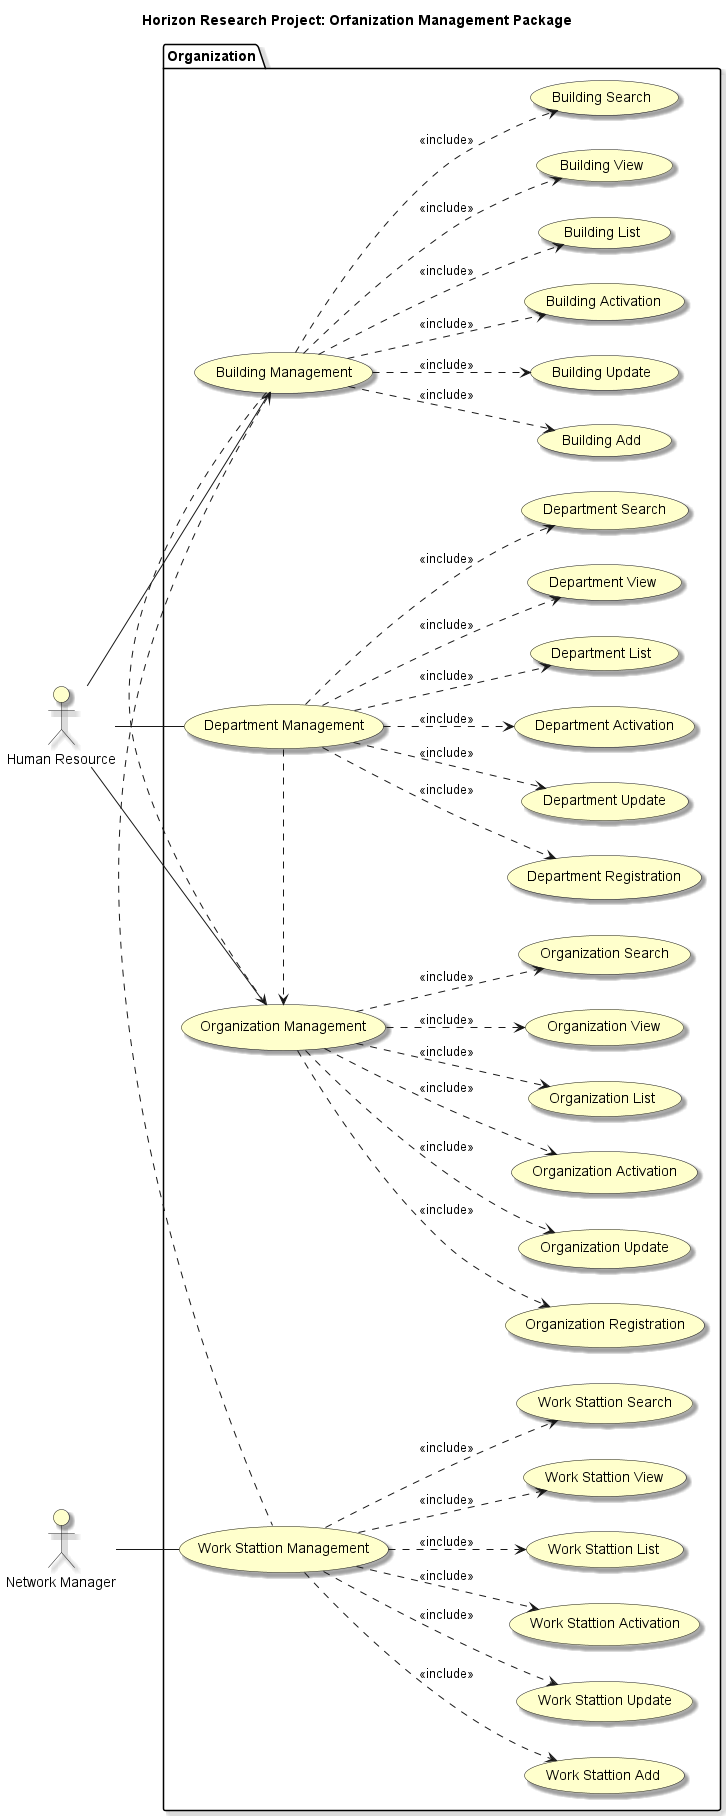 Horizon Research Project: Orfanization Management Package
Organization
Building Search
«include»
Building View
«include»
Building List
«include»
Building Activation
«include»
Building Management
«include»
Building Update
«include»
Building Add
Department Search
«include»
Department View
«include»
Department List
«include»
Human Resource
Department Management
«include»
Department Activation
«include»
Department Update
«include»
Department Registration
Organization Search
«include»
Organization Management
«include»
Organization View
«include»
Organization List
«include»
Organization Activation
«include»
Organization Update
«include»
Organization Registration
Work Stattion Search
«include»
Work Stattion View
«include»
Network Manager
Work Stattion Management
«include»
Work Stattion List
«include»
Work Stattion Activation
«include»
Work Stattion Update
«include»
Work Stattion Add